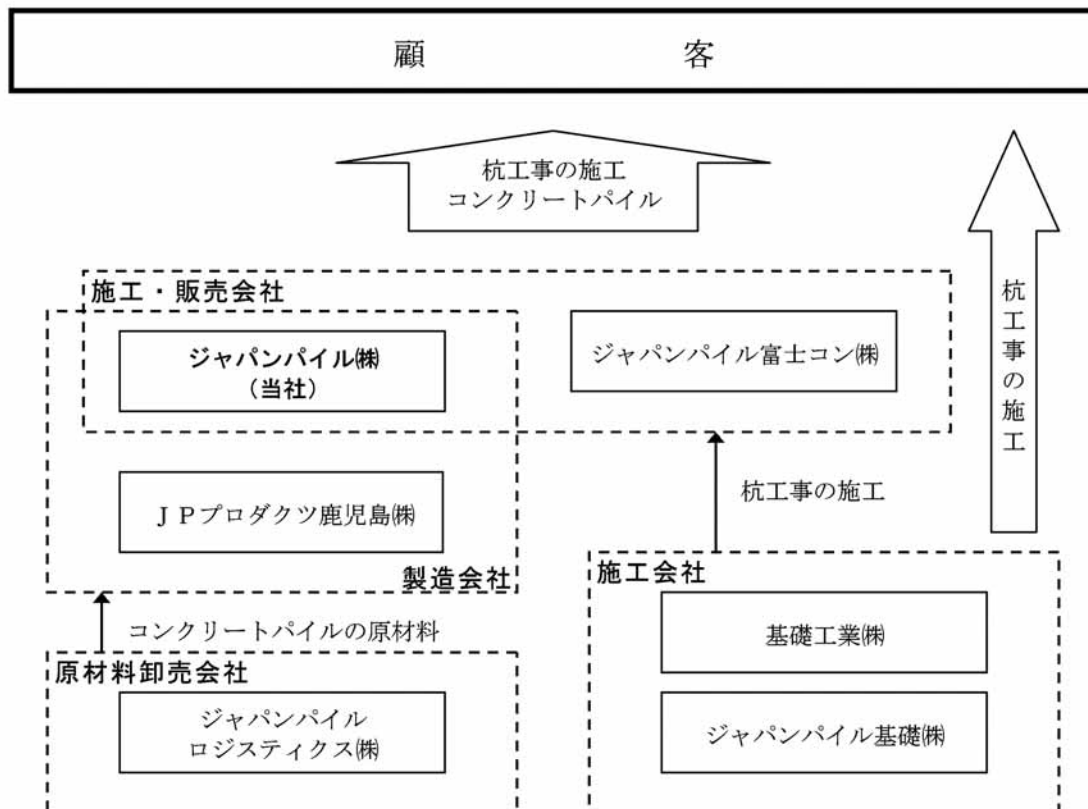 顧　客
杭工事の施工
コンクリートパイル
杭工事の施工
施工・販売会社
ジャパンパイル㈱
（当社）
ジャパンパイル富士コン㈱
ＪＰプロダクツ鹿児島㈱
製造会社
杭工事の施工
コンクリートパイルの原材料
原材料卸売会社
ジャパンパイル
ロジスティクス㈱
施工会社
基礎工業㈱
ジャパンパイル基礎㈱